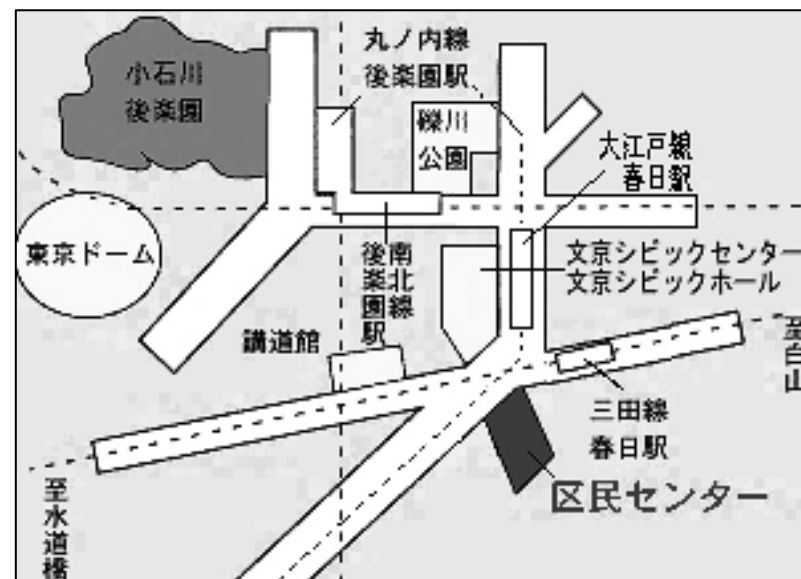 小石川
後楽園
丸ノ内線
後楽園駅
礫川
公園
大江戸線
春日駅
東京ドーム
南北線
後楽園駅
文京シビックセンター
文京シビックホール
講道館
至白山
三田線
春日駅
区民センター
至水道橋